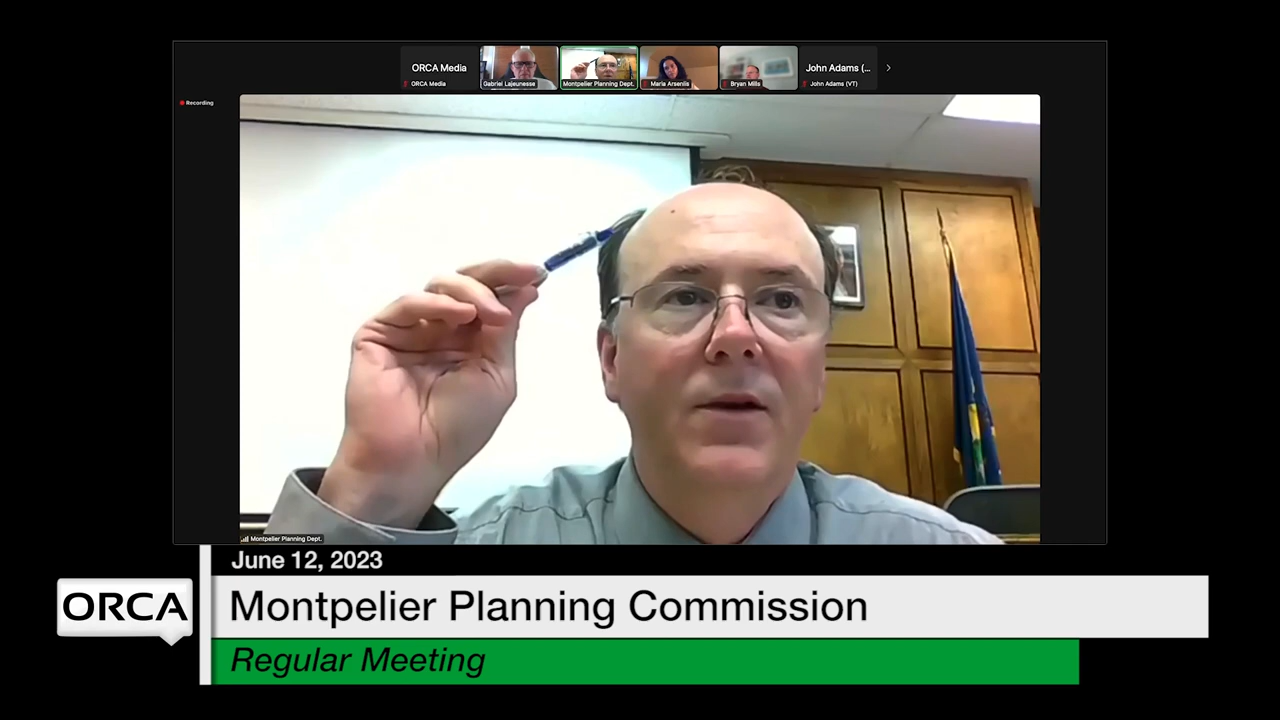 ORCA Media
John Adams (...
ORCA Media
Gabriel Lajeunesse
Montpelier Planning Dept.
Maria Arsenlis
Bryan Mills
John Adams (VT)
Recording
Montpelier Planning Dept.
June 12, 2023
ORCA
Montpelier Planning Commission
Regular Meeting